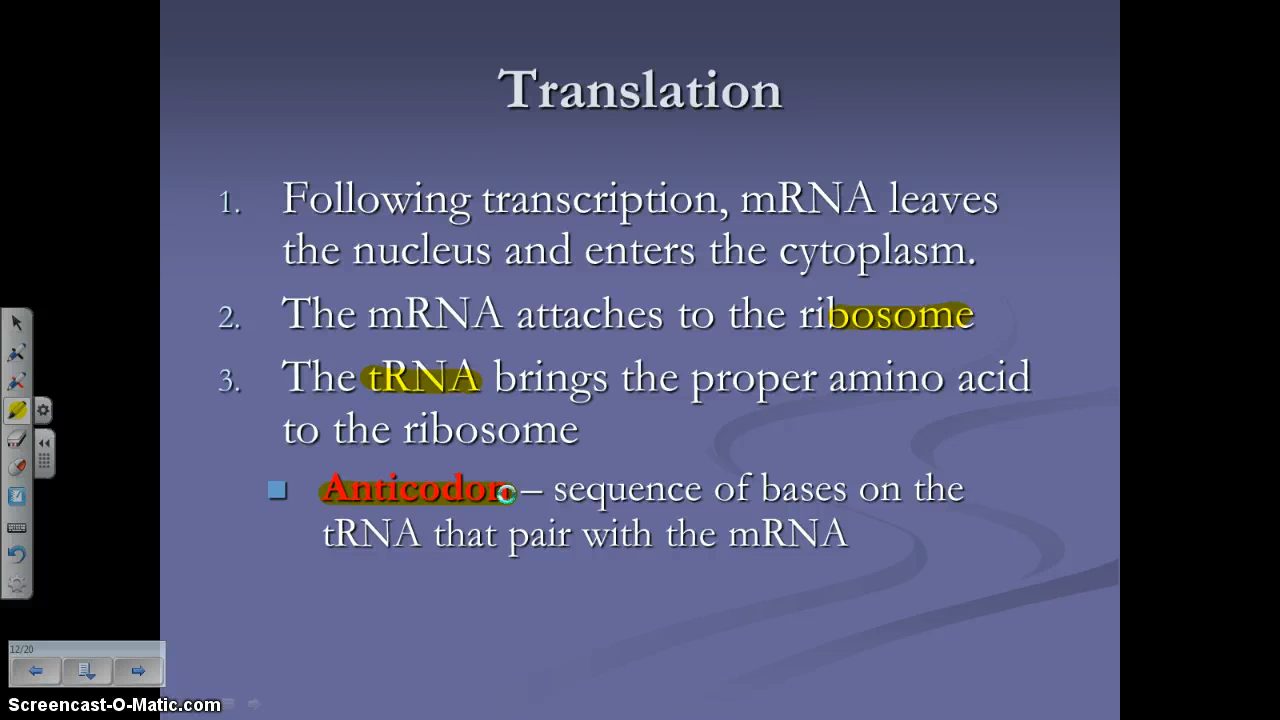 Translation
1. Following transcription, mRNA leaves
the nucleus and enters the cytoplasm.
2. The mRNA attaches to the ribosome
3. The tRNA brings the proper amino acid
to the ribosome
Anticodon – sequence of bases on the
tRNA that pair with the mRNA
12/20
Screencast-O-Matic.com